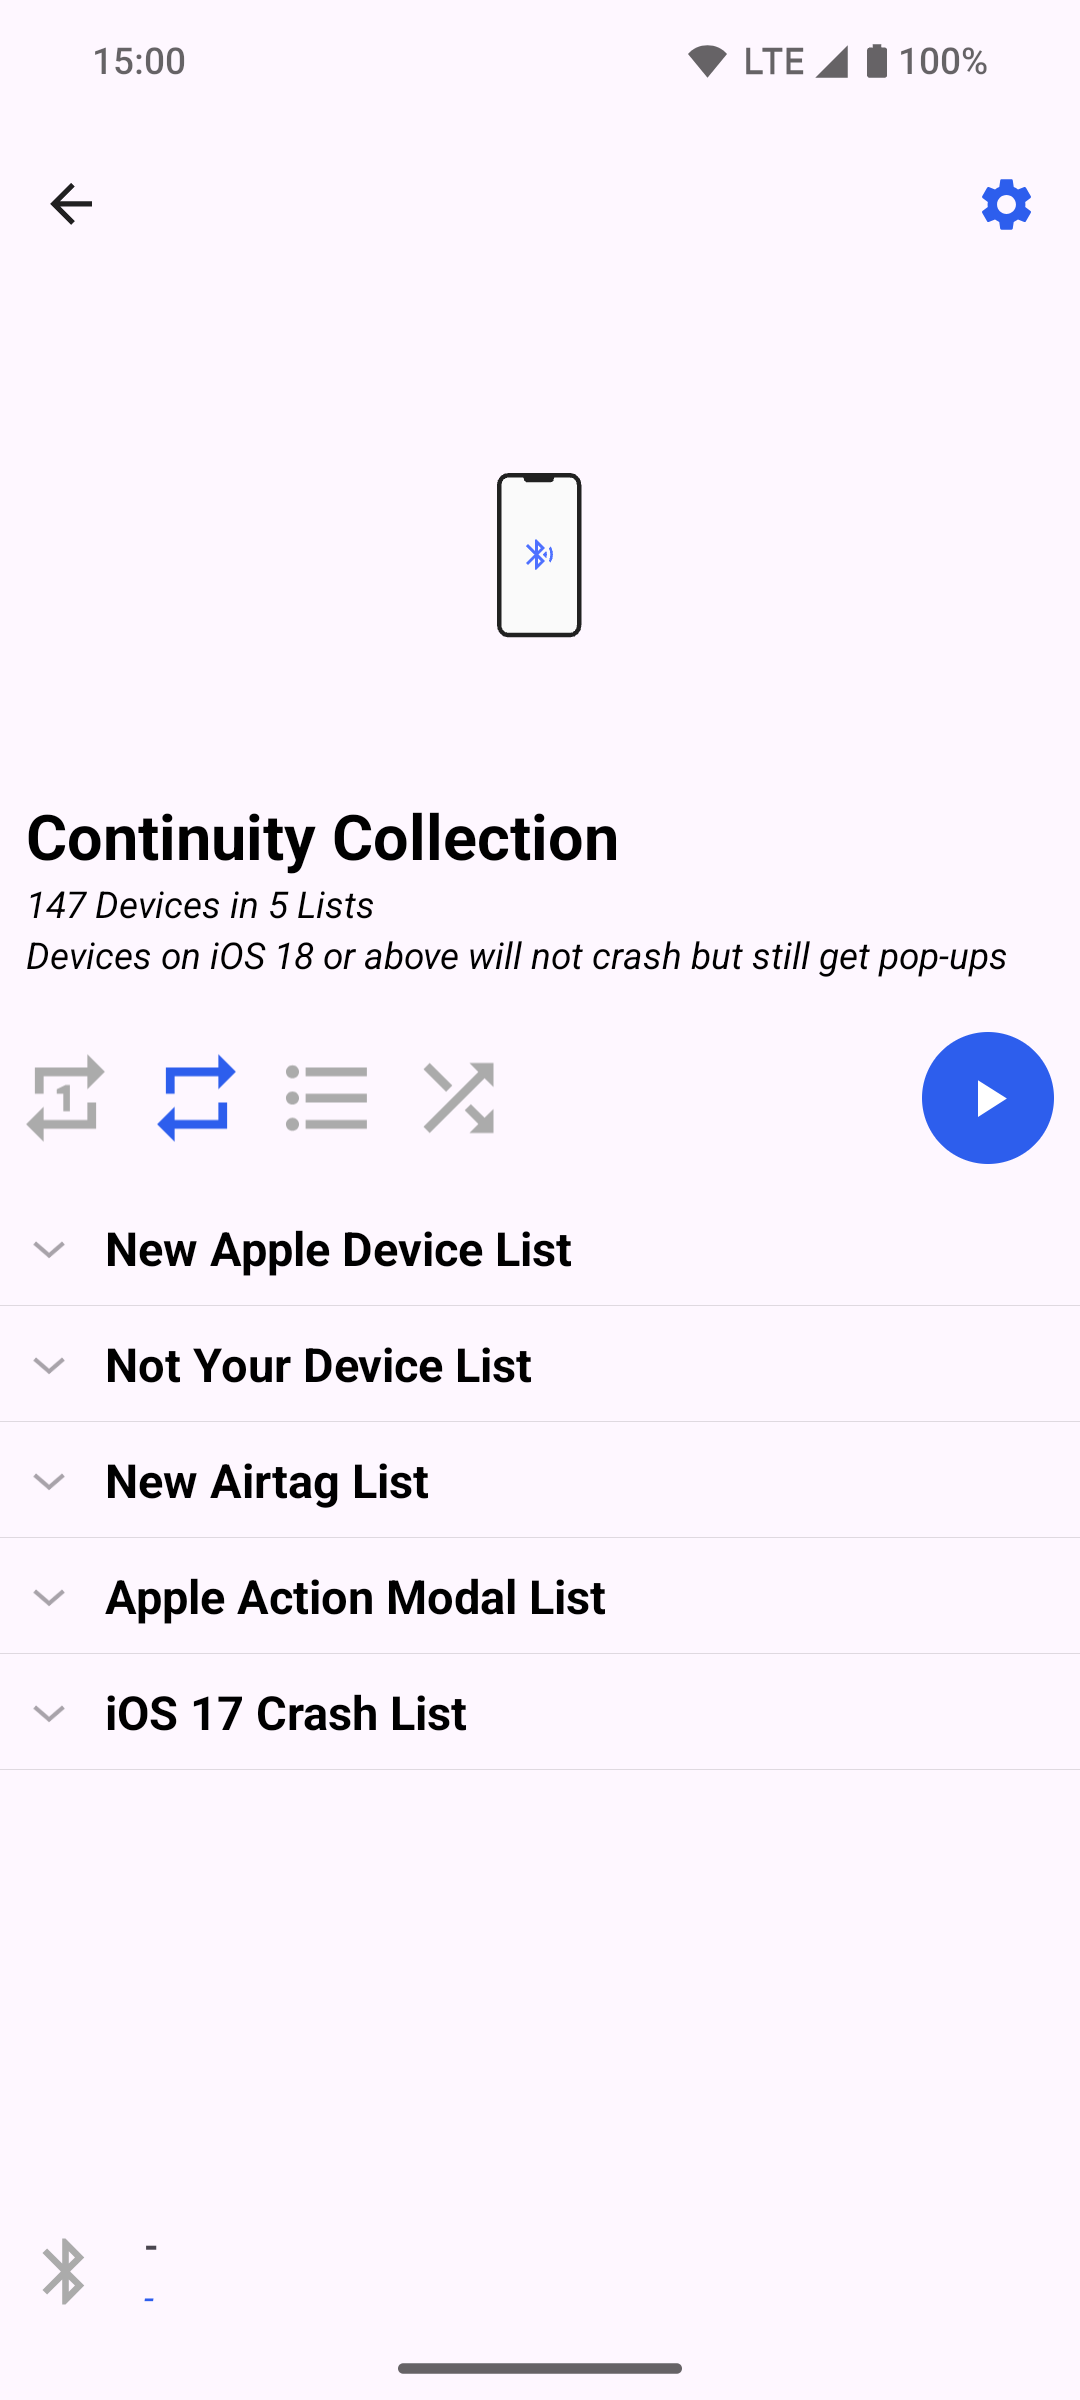 15:00 LTE 100%
Continuity Collection
147 Devices in 5 Lists
Devices on iOS 18 or above will not crash but still get pop-ups
1
New Apple Device List
Not Your Device List
New Airtag List
Apple Action Modal List
iOS 17 Crash List
-
-